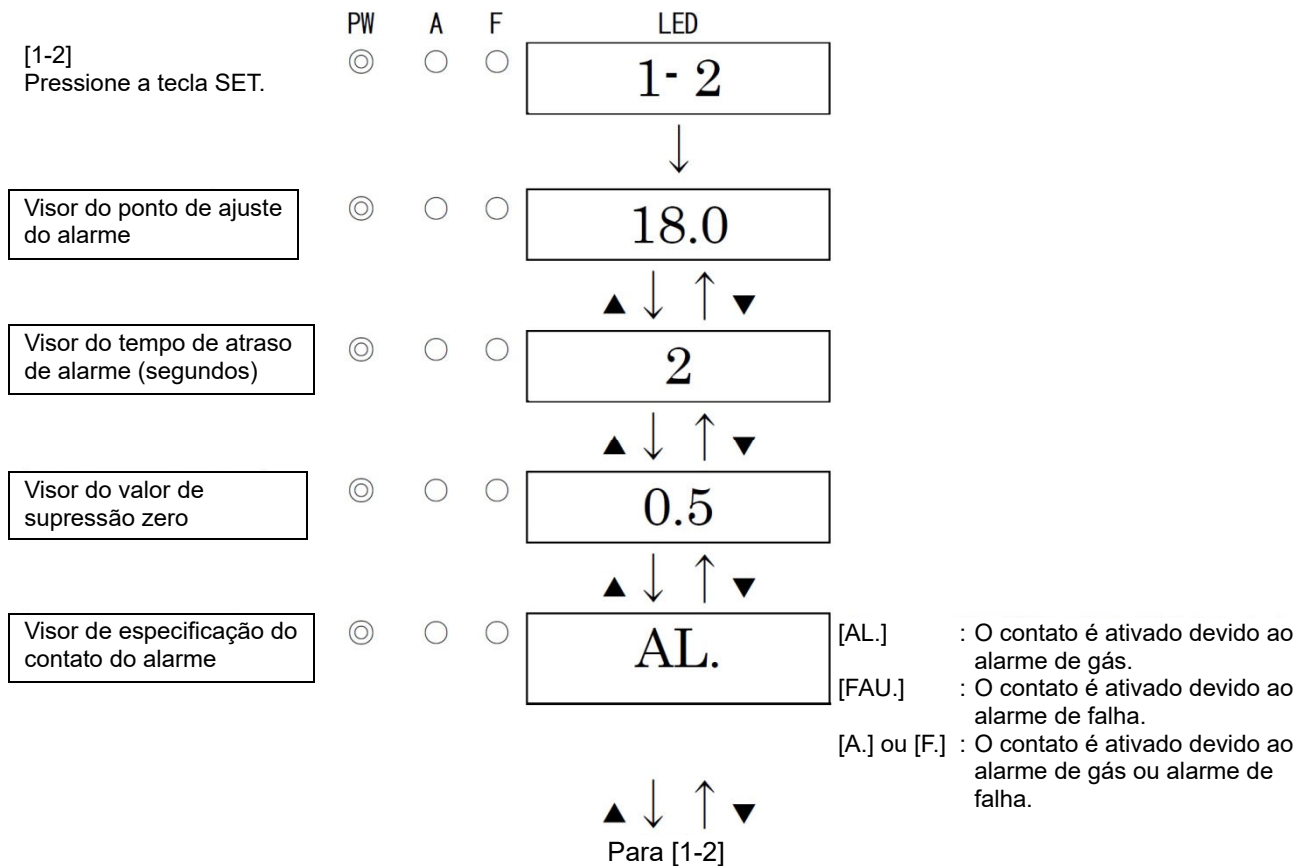 PW A F LED
[1-2]
Pressione a tecla SET.
1- 2
Visor do ponto de ajuste
do alarme
18.0
▲ ↓ ↑ ▼
Visor do tempo de atraso
de alarme (segundos)
2
▲ ↓ ↑ ▼
Visor do valor de
supressão zero
0.5
▲ ↓ ↑ ▼
Visor de especificação do
contato do alarme
AL.
[AL.] : O contato é ativado devido ao
alarme de gás.
[FAU.] : O contato é ativado devido ao
alarme de falha.
[A.] ou [F.] : O contato é ativado devido ao
alarme de gás ou alarme de
falha.
▲ ↓ ↑ ▼
Para [1-2]